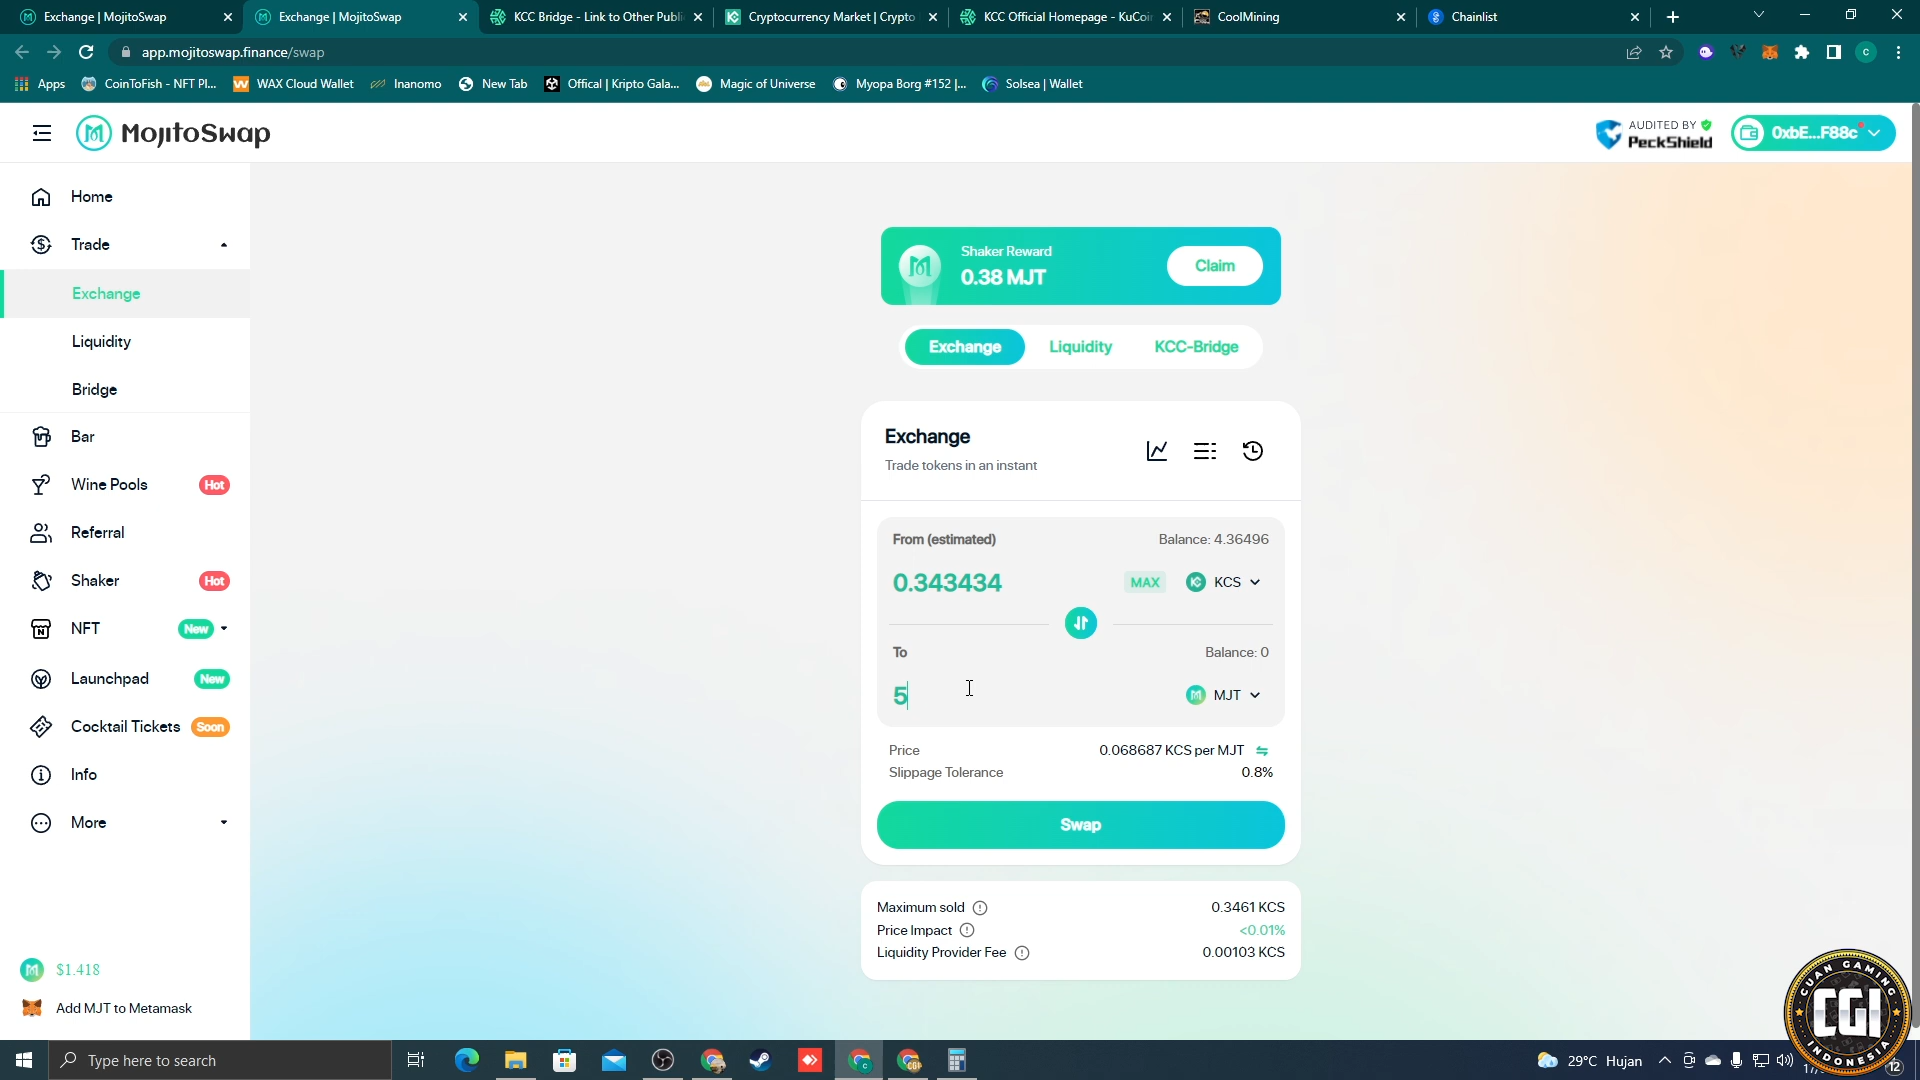 Exchange | MojitoSwap
Exchange | MojitoSwap
KCC Bridge - Link to Other Publi
Cryptocurrency Market | Crypto
KCC Official Homepage - KuCoin
CoolMining
Chainlist
app.mojitoswap.finance/swap
Apps
CoinToFish - NFT Pl...
WAX Cloud Wallet
Inanomo
New Tab
Offical | Kripto Gala...
Magic of Universe
Myopa Borg #152 |...
Solsea | Wallet
MojitoSwap
AUDITED BY
PeckShield
0xbE...F88c
Home
Trade
Exchange
Liquidity
Bridge
Bar
Wine Pools Hot
Referral
Shaker Hot
NFT New
Launchpad New
Cocktail Tickets Soon
Info
More
$1.418
Add MJT to Metamask
Shaker Reward
0.38 MJT
Claim
Exchange Liquidity KCC-Bridge
Exchange
Trade tokens in an instant
From (estimated) Balance: 4.36496
0.343434 MAX KCS
To Balance: 0
5 MJT
Price 0.068687 KCS per MJT
Slippage Tolerance 0.8%
Swap
Maximum sold 0.3461 KCS
Price Impact <0.01%
Liquidity Provider Fee 0.00103 KCS
CUAN GAMING
CGI
INDONESIA
Type here to search
29°C Hujan
12